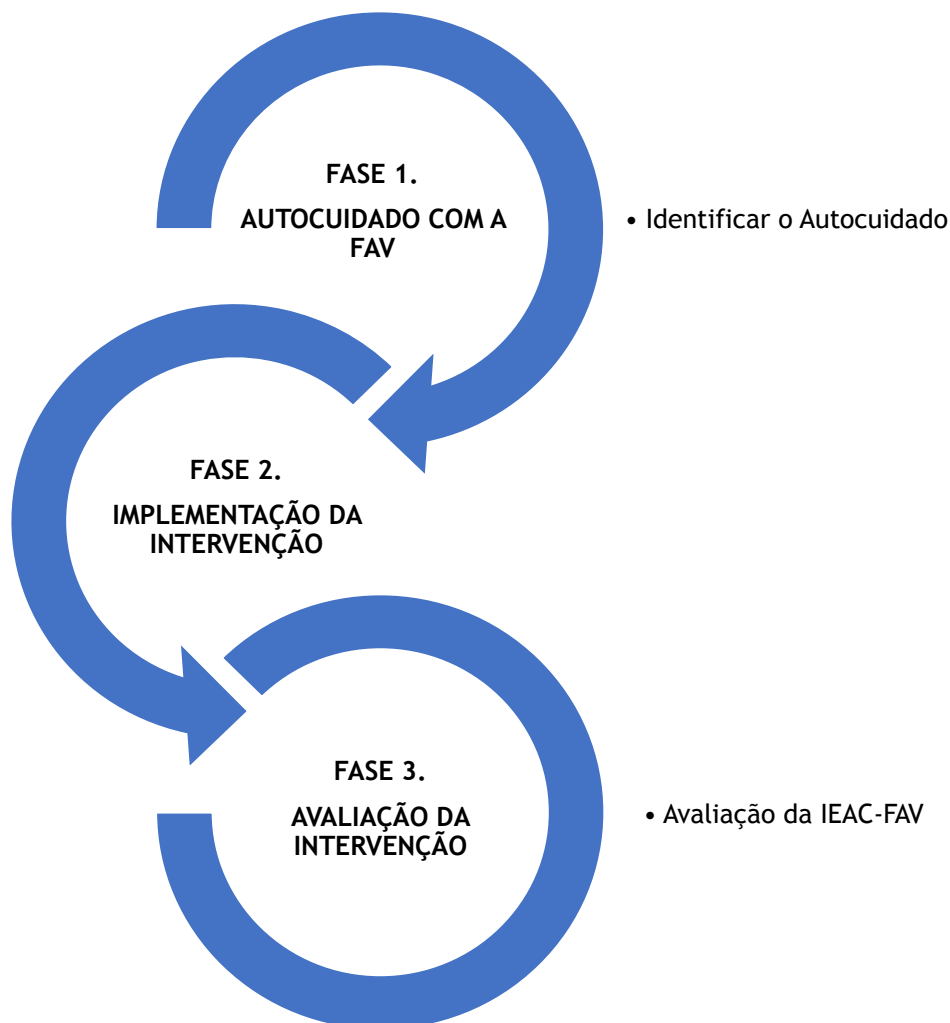 FASE 1.
AUTOCUIDADO COM A
FAV
• Identificar o Autocuidado
FASE 2.
IMPLEMENTAÇÃO DA
INTERVENÇÃO
FASE 3.
AVALIAÇÃO DA
INTERVENÇÃO
• Avaliação da IEAC-FAV